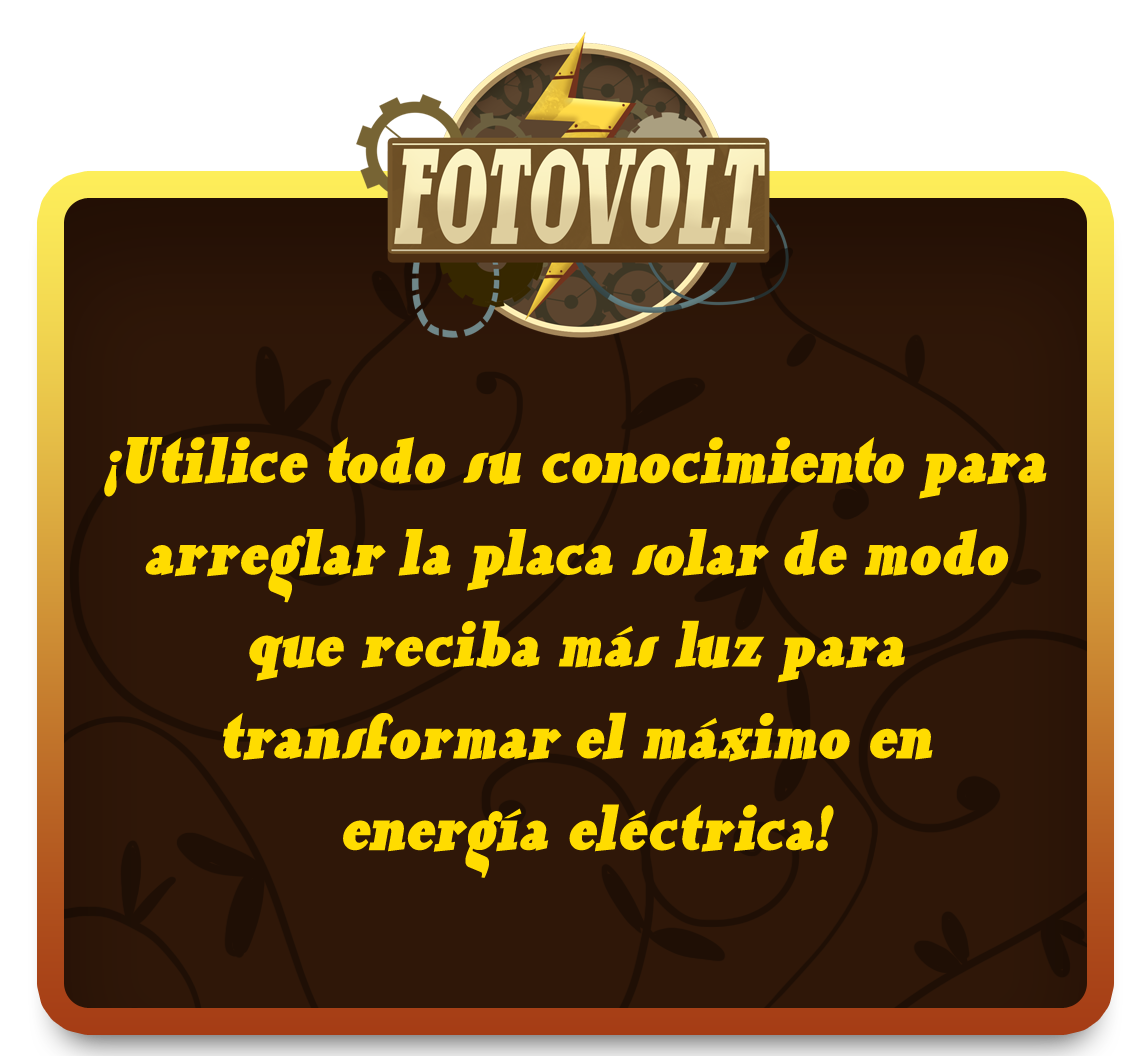 FOTOVOLT
¡Utilice todo su conocimiento para
arreglar la placa solar de modo
que reciba más luz para
transformar el máximo en
energía eléctrica!